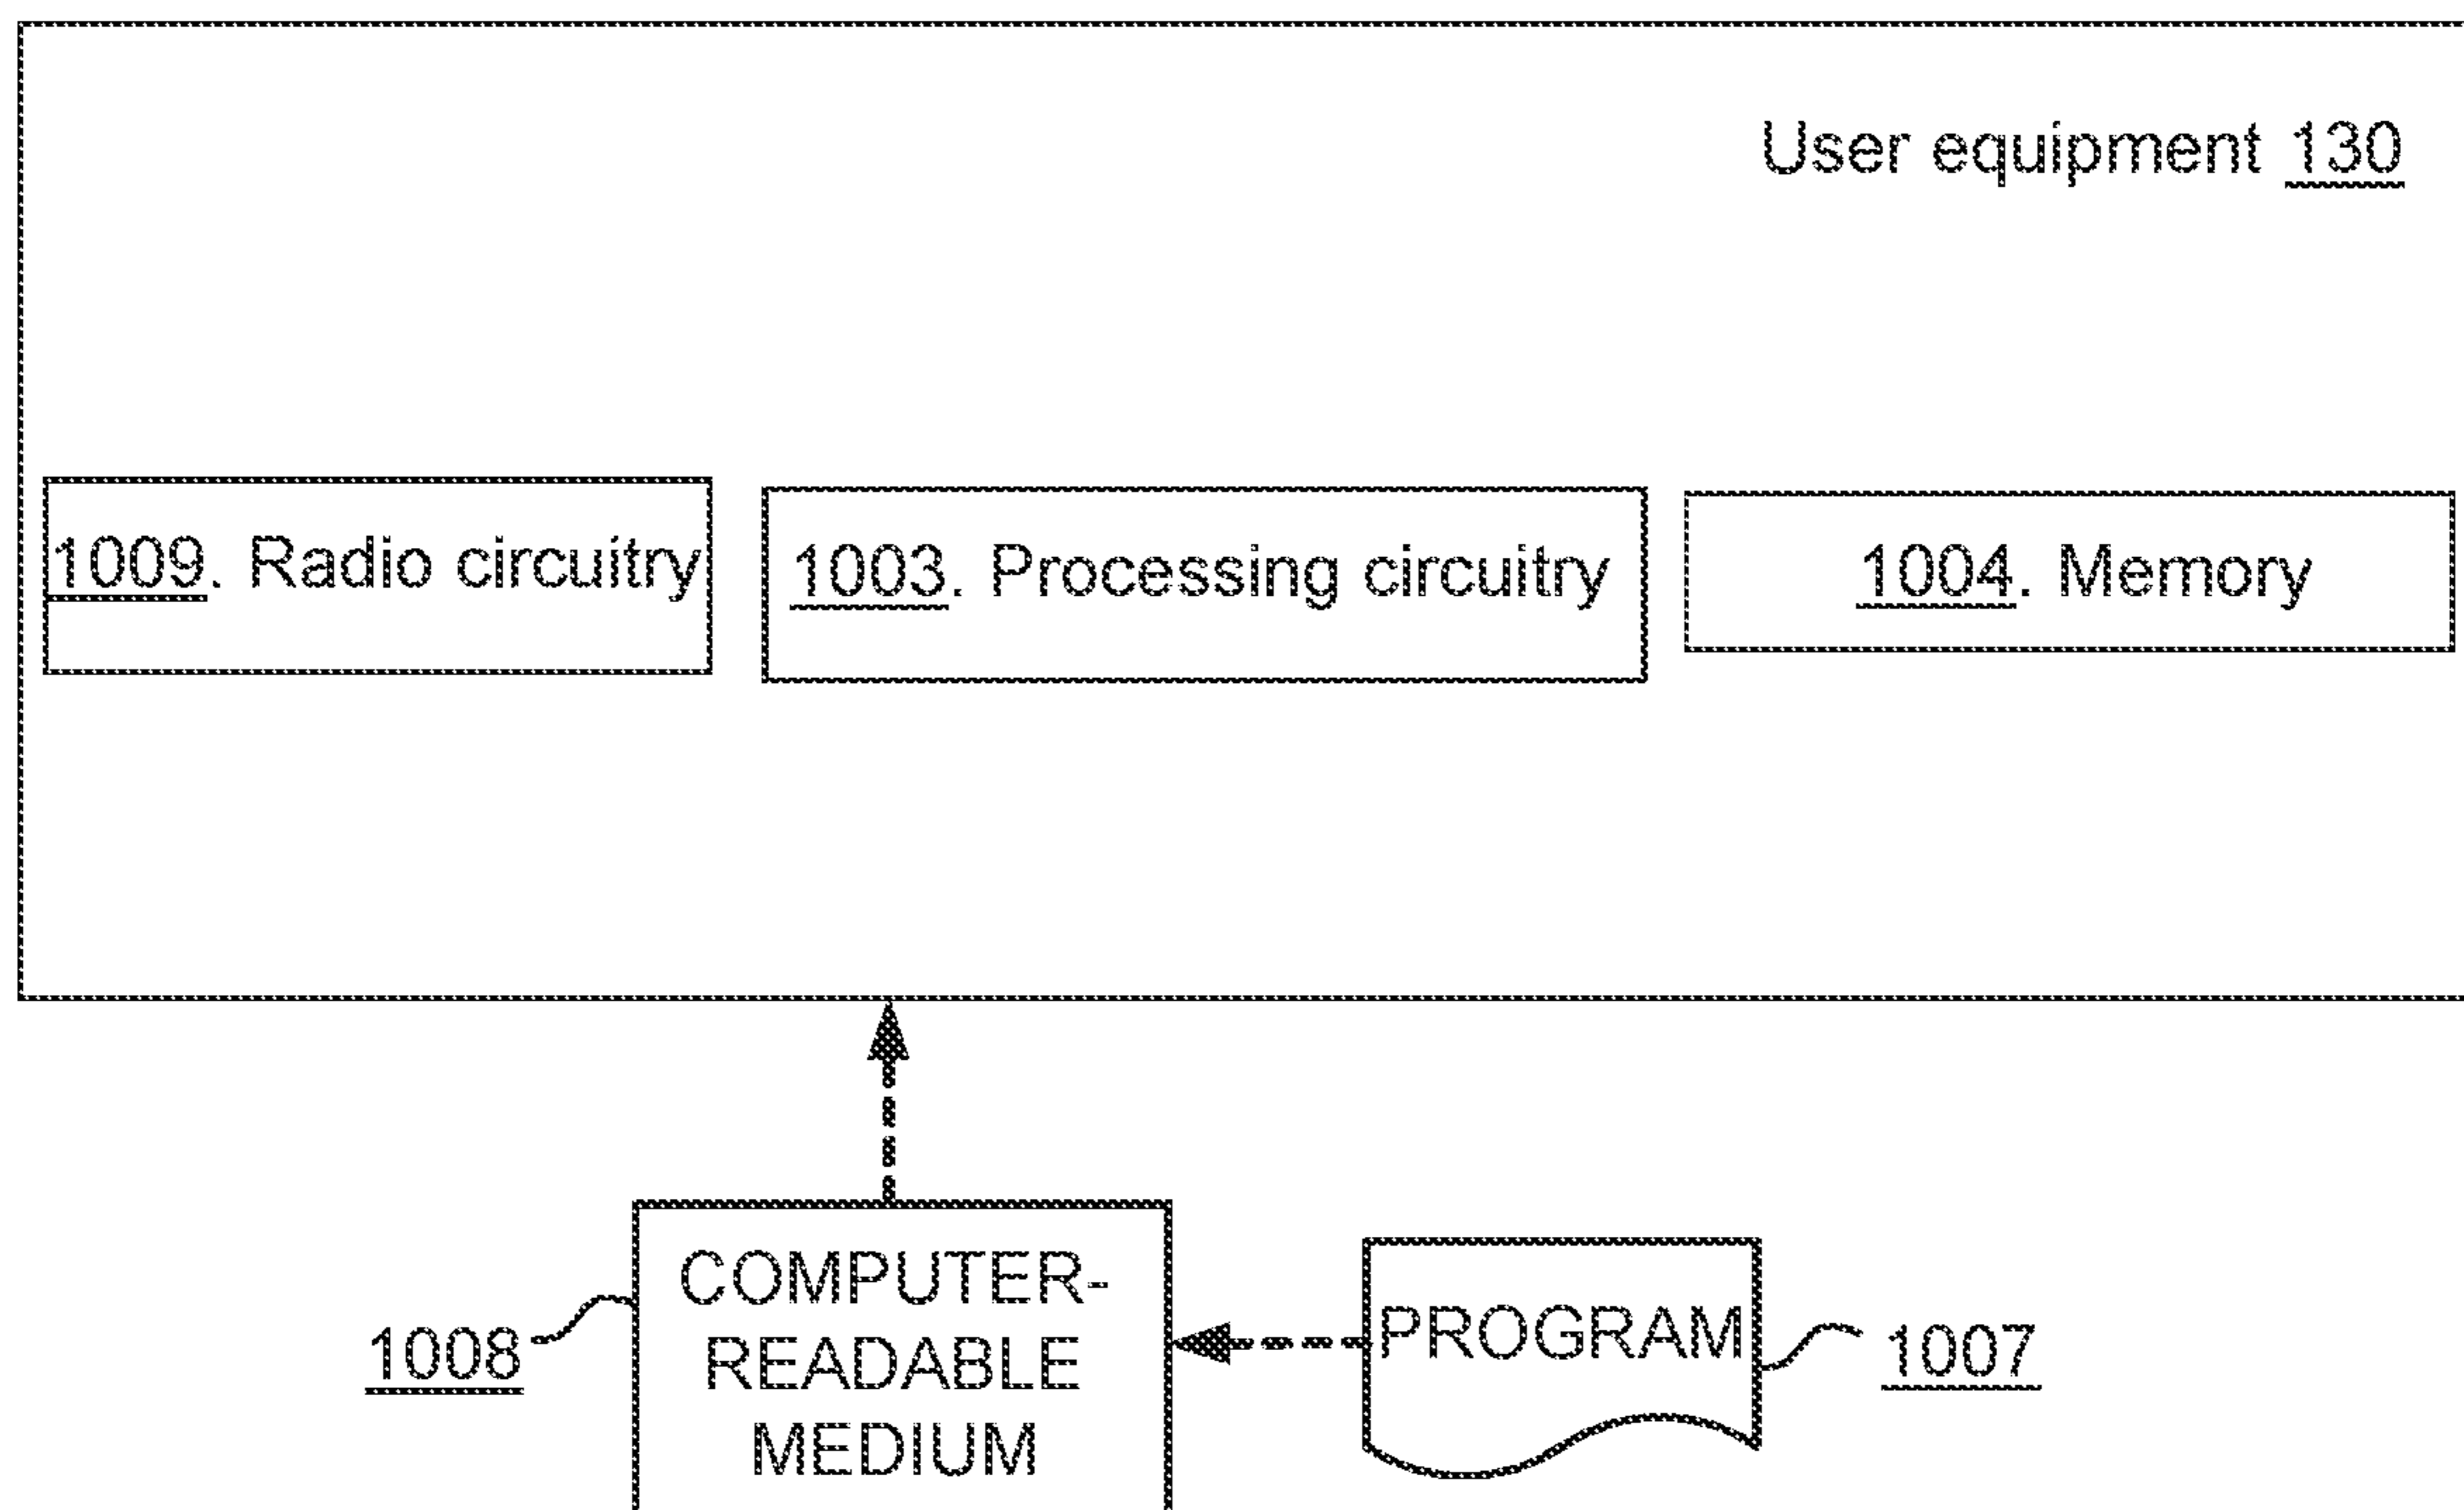 User equipment 130
1009. Radio circuitry
1003. Processing circuitry
1004. Memory
COMPUTER-
READABLE
MEDIUM
1008
PROGRAM
1007